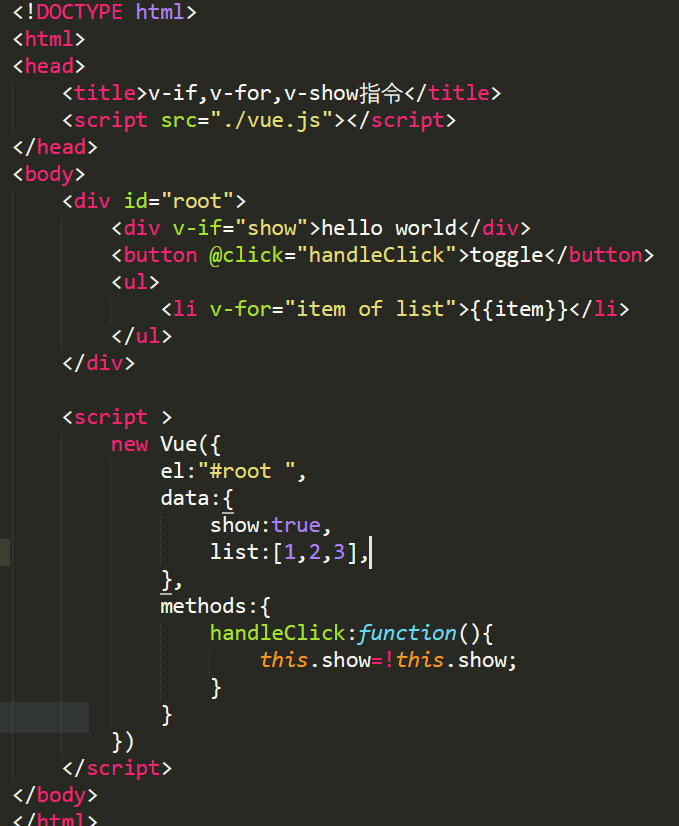 <!DOCTYPE html>
<html>
<head>
    <title>v-if,v-for,v-show指令</title>
    <script src="./vue.js"></script>
</head>
<body>
    <div id="root">
        <div v-if="show">hello world</div>
        <button @click="handleClick">toggle</button>
        <ul>
            <li v-for="item of list">{{item}}</li>
        </ul>
    </div>

    <script >
        new Vue({
            el:"#root ",
            data:{
                show:true,
                list:[1,2,3],
            },
            methods:{
                handleClick:function(){
                    this.show=!this.show;
                }
            }
        })
    </script>
</body>
</html>